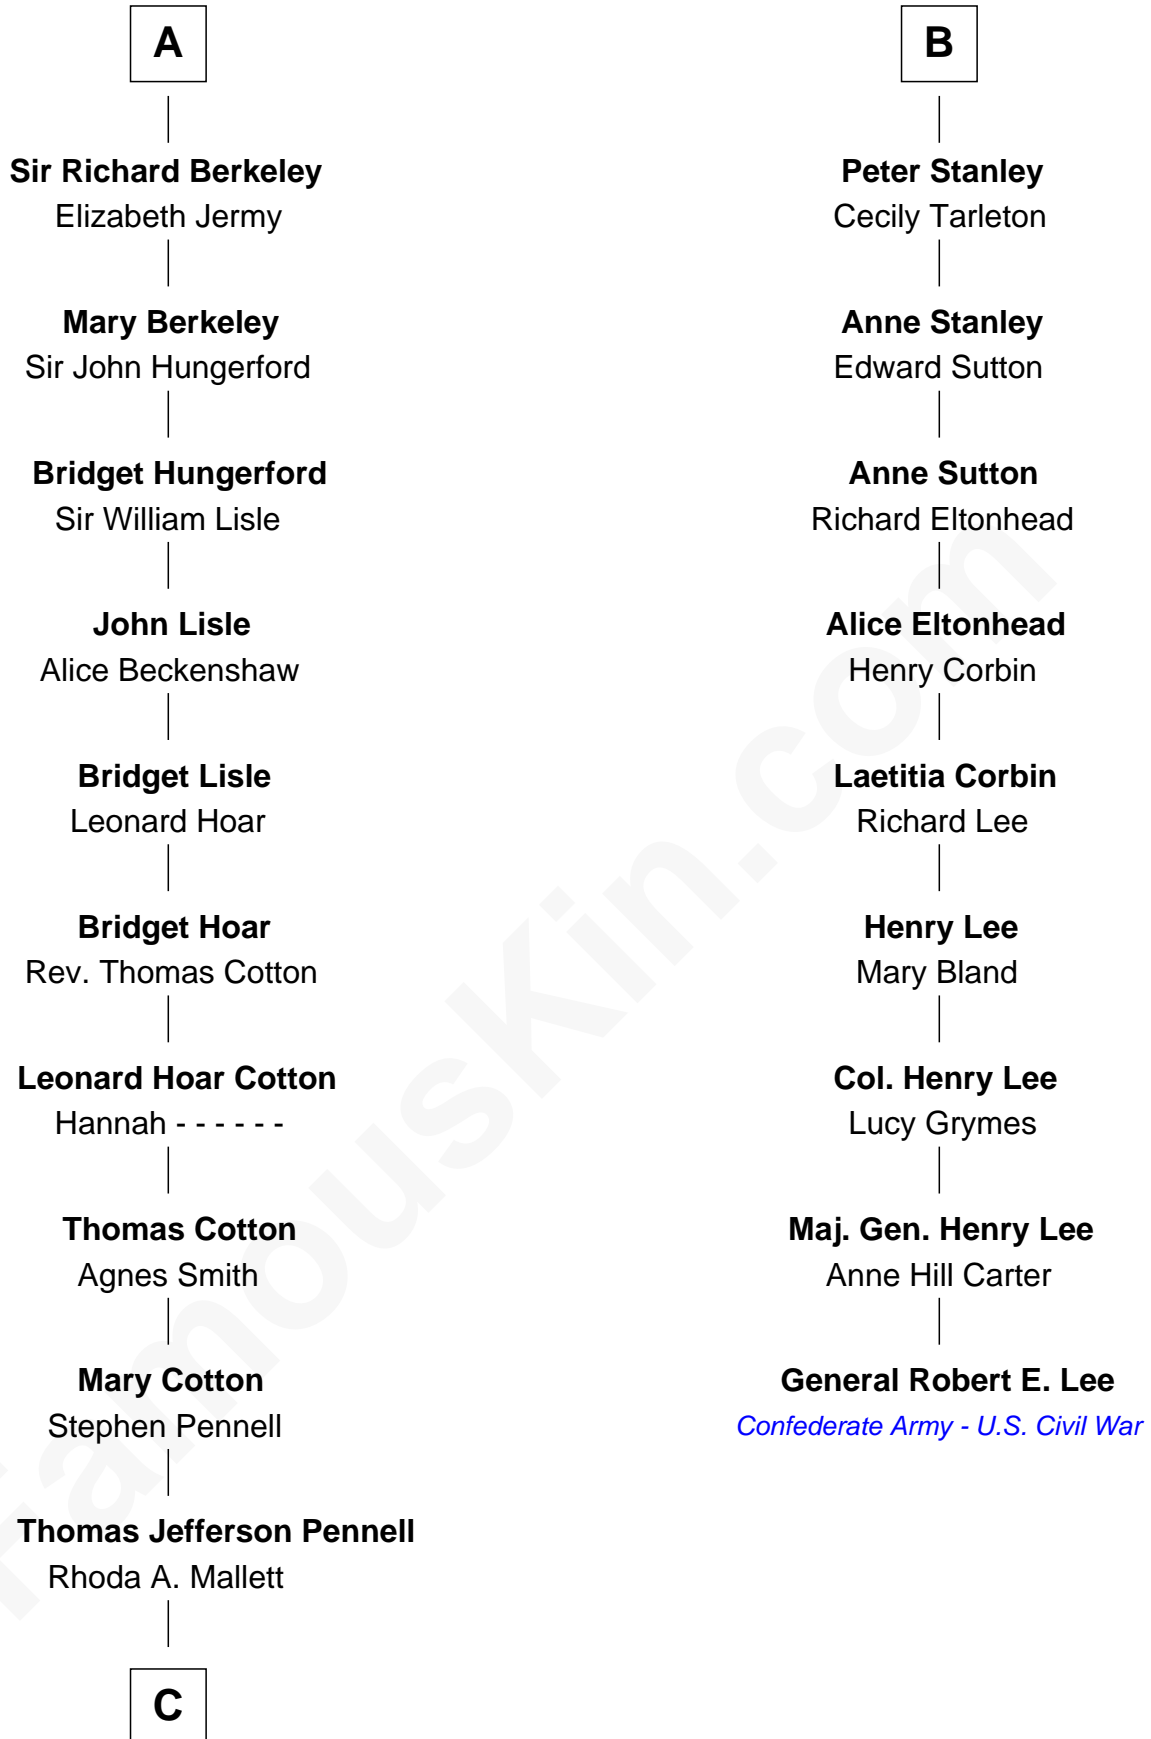 A
Sir Richard Berkeley
Elizabeth Jermy
Mary Berkeley
Sir John Hungerford
Bridget Hungerford
Sir William Lisle
John Lisle
Alice Beckenshaw
Bridget Lisle
Leonard Hoar
Bridget Hoar
Rev. Thomas Cotton
Leonard Hoar Cotton
Hannah - - - - - -
Thomas Cotton
Agnes Smith
Mary Cotton
Stephen Pennell
Thomas Jefferson Pennell
Rhoda A. Mallett
C
B
Peter Stanley
Cecily Tarleton
Anne Stanley
Edward Sutton
Anne Sutton
Richard Eltonhead
Alice Eltonhead
Henry Corbin
Laetitia Corbin
Richard Lee
Henry Lee
Mary Bland
Col. Henry Lee
Lucy Grymes
Maj. Gen. Henry Lee
Anne Hill Carter
General Robert E. Lee
Confederate Army - U.S. Civil War
FamousKin.com